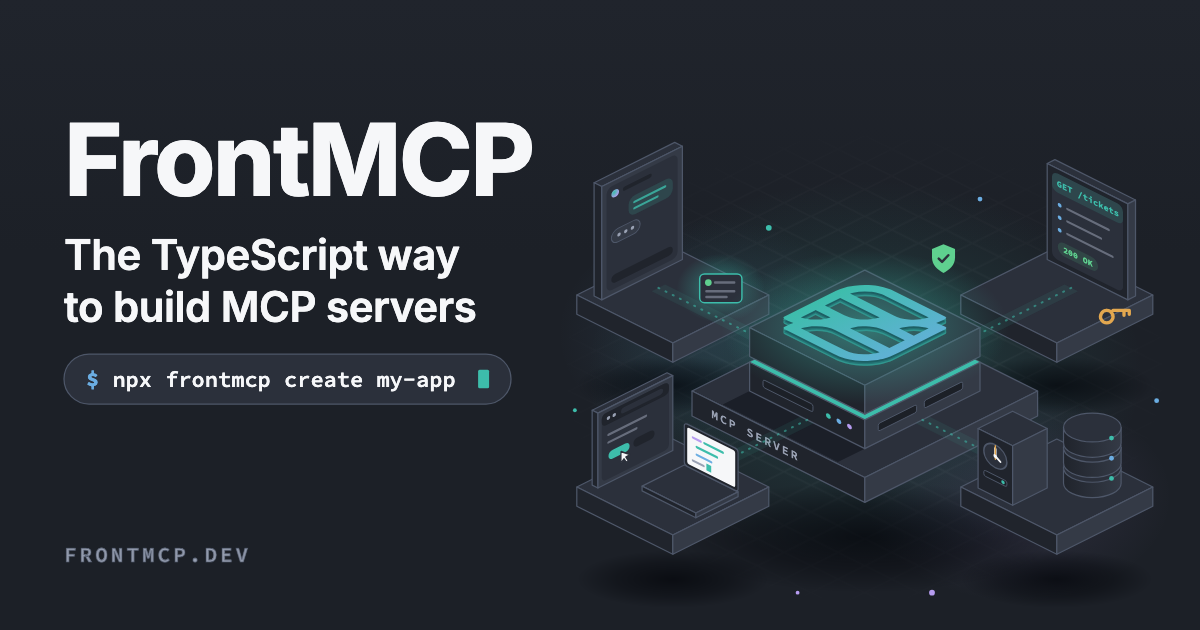 FrontMCP
The TypeScript way
to build MCP servers
$ npx frontmcp create my-app
FRONTMCP.DEV
GET /tickets
200 OK
MCP SERVER